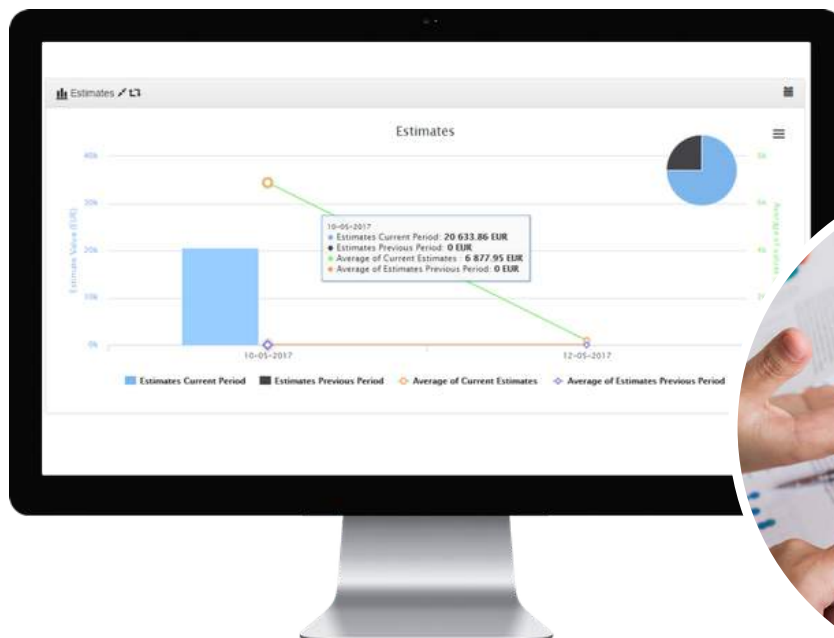 Estimates
Estimates
40k
30k
20k
10k
0k
Estimate Value (EUR)
10-05-2017
Estimates Current Period: 20 633.86 EUR
Estimates Previous Period: 0 EUR
Average of Current Estimates : 6 877.95 EUR
Average of Estimates Previous Period: 0 EUR
10-05-2017
12-05-2017
Estimates Current Period
Estimates Previous Period
Average of Current Estimates
Average of Estimates Previous Period